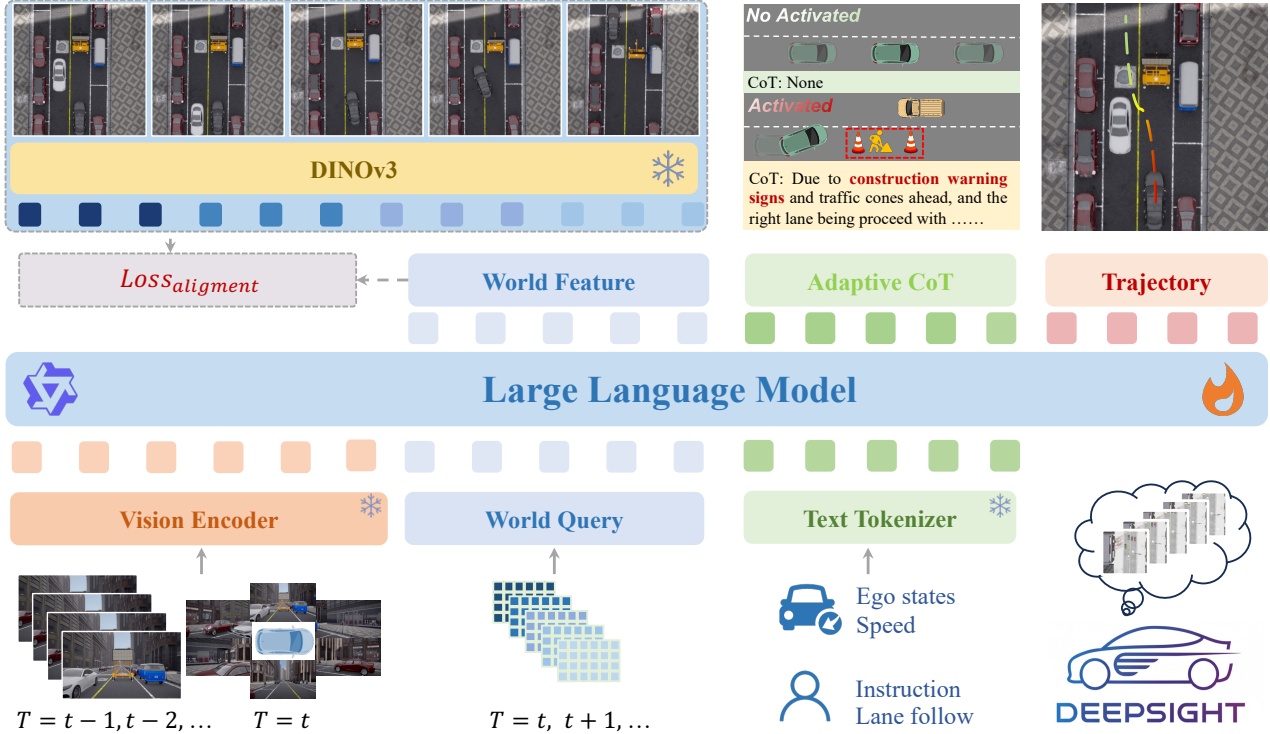 No Activated
CoT: None
Activated
CoT: Due to construction warning
signs and traffic cones ahead, and the
right lane being proceed with ……
DINOv3
Loss_aligment
World Feature
Adaptive CoT
Trajectory
Large Language Model
Vision Encoder
World Query
Text Tokenizer
Ego states
Speed
Instruction
Lane follow
T = t − 1, t − 2, …
T = t
T = t, t + 1, …
DEEPSIGHT